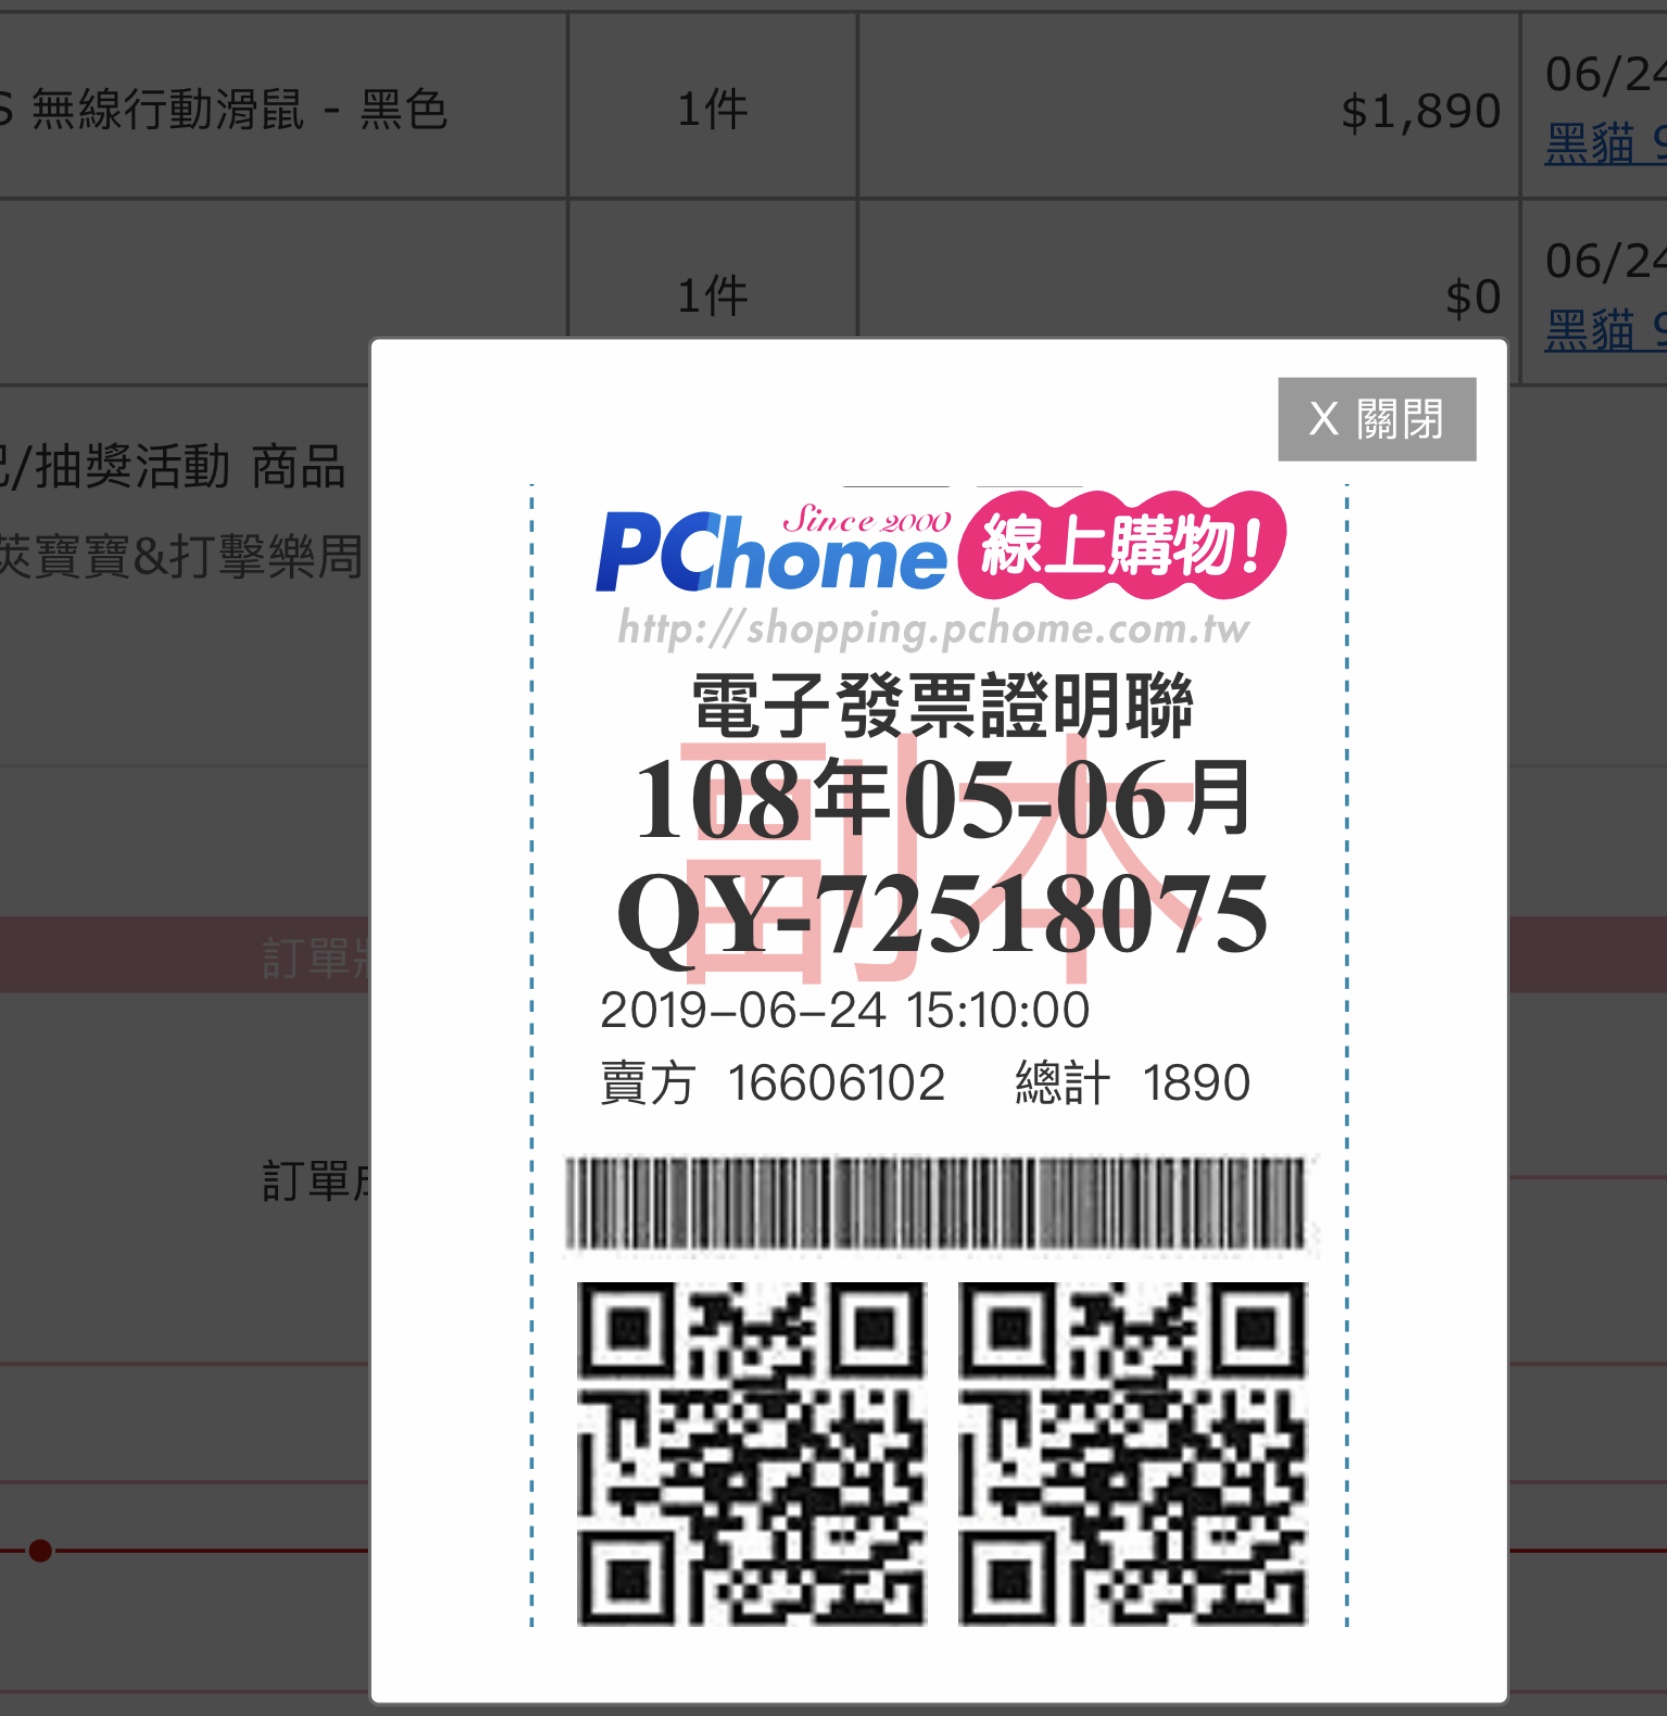 S 無線行動滑鼠 - 黑色
1件
$1,890
06/24
黑貓 9
1件
$0
06/24
黑貓 9
/抽獎活動 商品
莢寶寶&打擊樂周
X 關閉
Since 2000
PChome 線上購物!
http://shopping.pchome.com.tw
電子發票證明聯
副本
108年05-06月
QY-72518075
2019-06-24 15:10:00
賣方 16606102 總計 1890
訂單
訂單